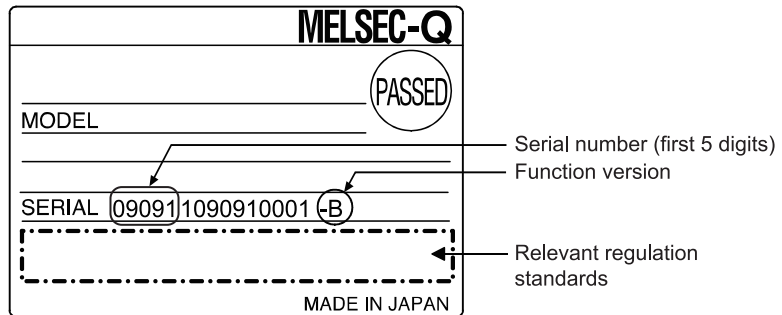 MELSEC-Q
PASSED
MODEL
Serial number (first 5 digits)
Function version
SERIAL 090911090910001 -B
Relevant regulation
standards
MADE IN JAPAN